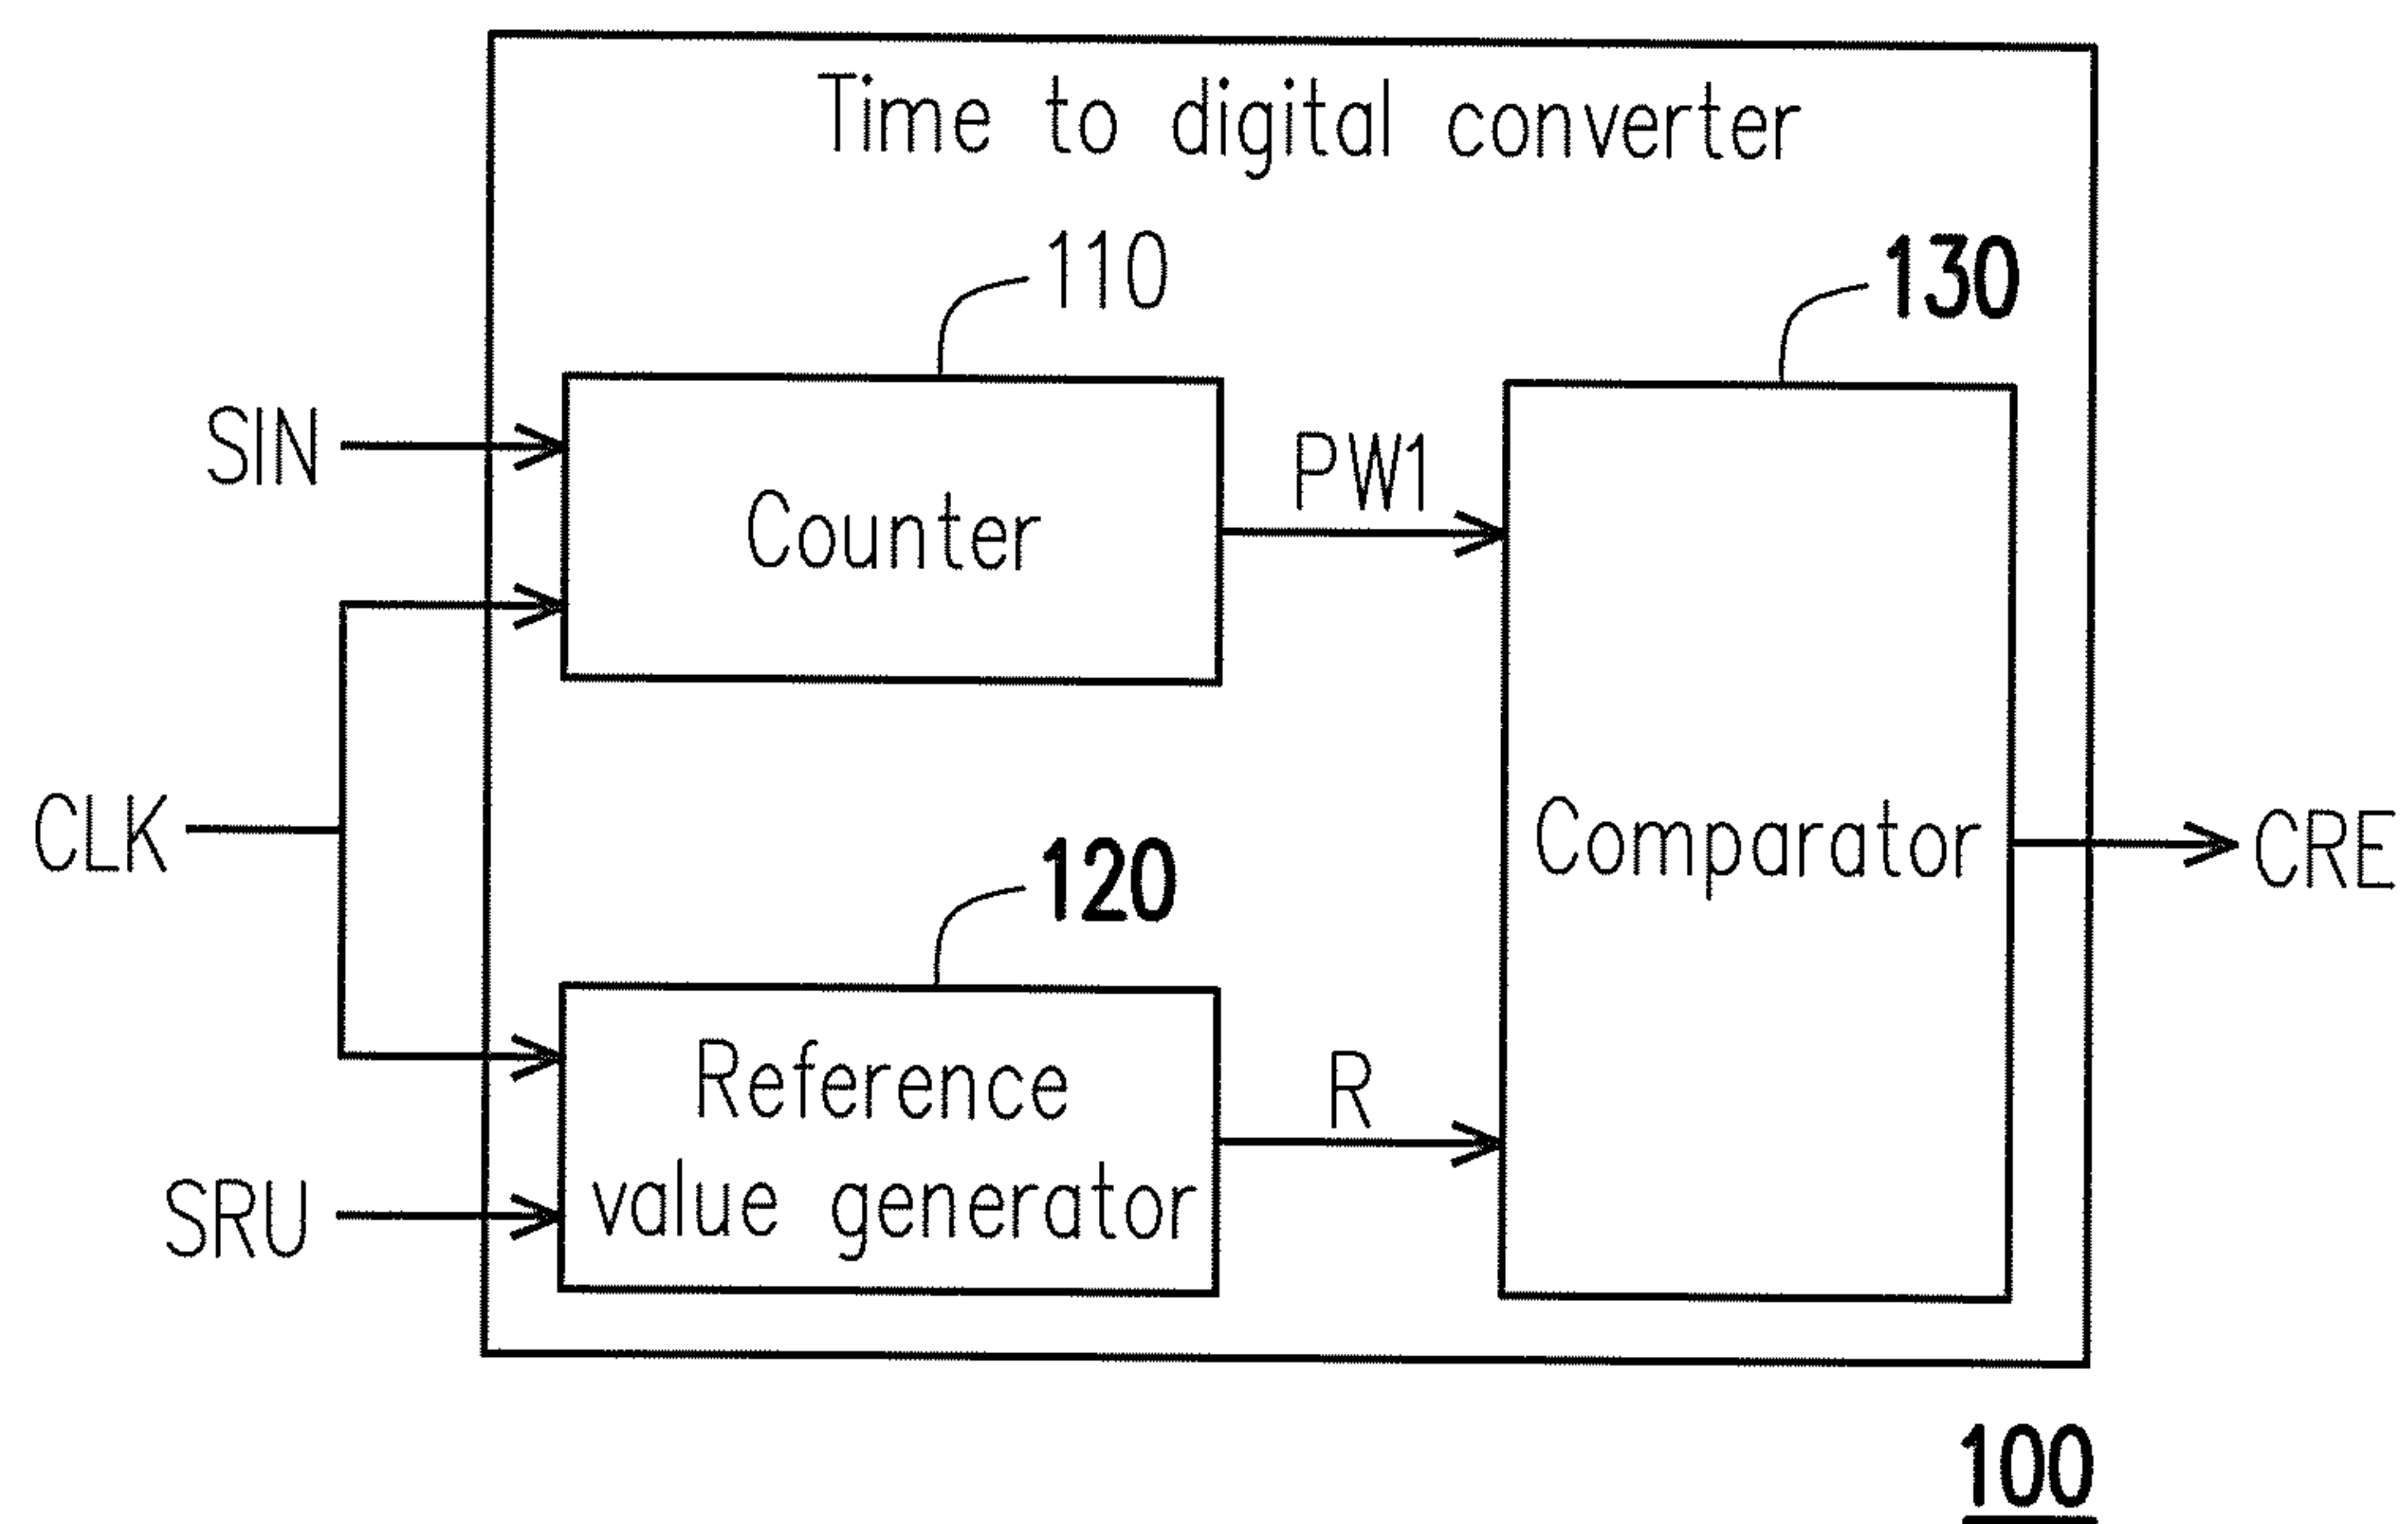 Time to digital converter
110
130
SIN
Counter
PW1
CLK
120
Comparator
CRE
Reference
value generator
R
SRU
100